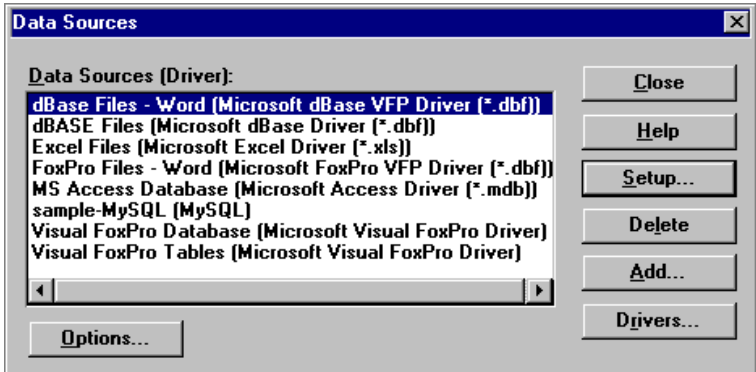 Data Sources
Data Sources (Driver):
dBase Files - Word (Microsoft dBase VFP Driver (*.dbf))
dBASE Files (Microsoft dBase Driver (*.dbf))
Excel Files (Microsoft Excel Driver (*.xls))
FoxPro Files - Word (Microsoft FoxPro VFP Driver (*.dbf))
MS Access Database (Microsoft Access Driver (*.mdb))
sample-MySQL (MySQL)
Visual FoxPro Database (Microsoft Visual FoxPro Driver)
Visual FoxPro Tables (Microsoft Visual FoxPro Driver)
Options...
Close
Help
Setup...
Delete
Add...
Drivers...